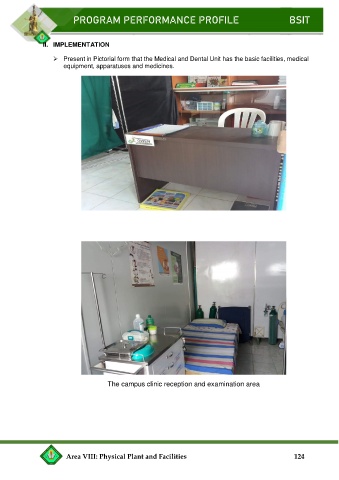 PROGRAM PERFORMANCE PROFILE BSIT
II. IMPLEMENTATION
➢ Present in Pictorial form that the Medical and Dental Unit has the basic facilities, medical
equipment, apparatuses and medicines.
The campus clinic reception and examination area
Area VIII: Physical Plant and Facilities 124